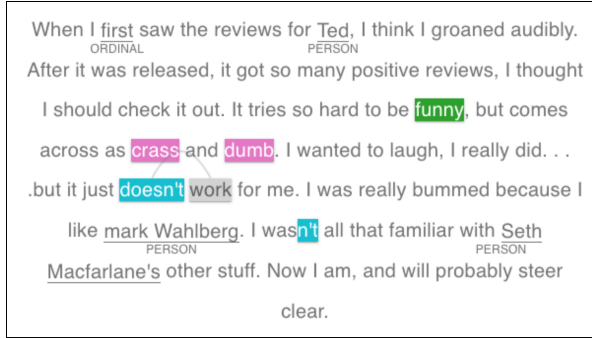 When I first saw the reviews for Ted, I think I groaned audibly.
ORDINAL PERSON
After it was released, it got so many positive reviews, I thought
I should check it out. It tries so hard to be funny, but comes
across as crass and dumb. I wanted to laugh, I really did. . .
.but it just doesn't work for me. I was really bummed because I
like mark Wahlberg. I wasn't all that familiar with Seth
PERSON PERSON
Macfarlane's other stuff. Now I am, and will probably steer
clear.